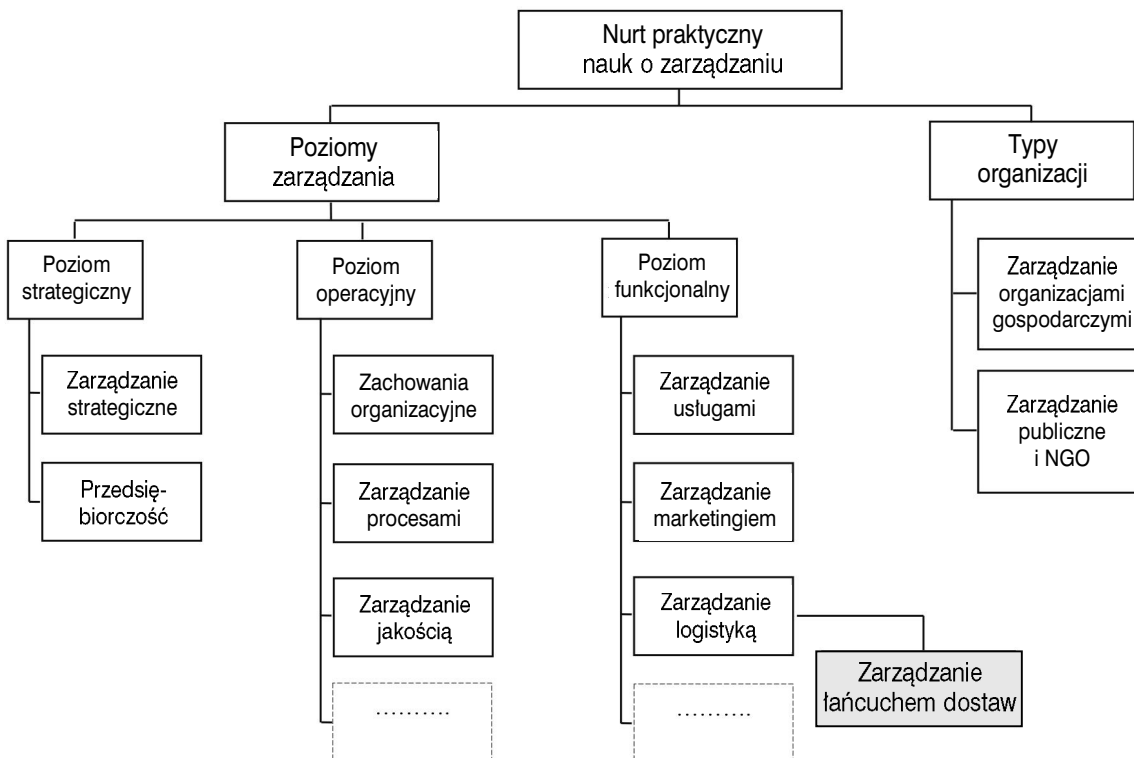 Nurt praktyczny
nauk o zarządzaniu
Poziomy
zarządzania
Typy
organizacji
Poziom
strategiczny
Poziom
operacyjny
Poziom
funkcjonalny
Zarządzanie
organizacjami
gospodarczymi
Zarządzanie
strategiczne
Zachowania
organizacyjne
Zarządzanie
usługami
Zarządzanie
publiczne
i NGO
Przedsię-
biorczość
Zarządzanie
procesami
Zarządzanie
marketingiem
Zarządzanie
jakością
Zarządzanie
logistyką
Zarządzanie
łańcuchem dostaw
..........
..........